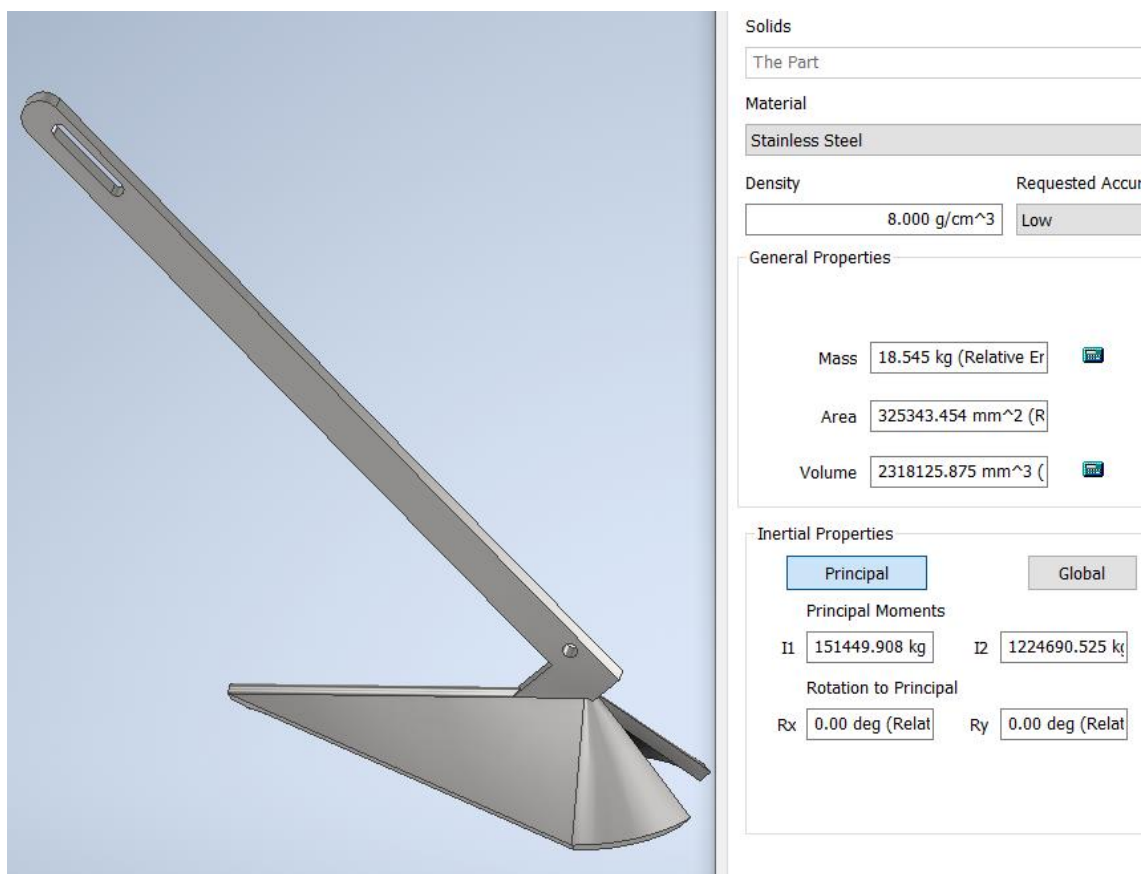 Solids
The Part
Material
Stainless Steel
Density Requested Accur
8.000 g/cm^3 Low
General Properties
Mass 18.545 kg (Relative Er
Area 325343.454 mm^2 (R
Volume 2318125.875 mm^3 (
Inertial Properties
Principal Global
Principal Moments
I1 151449.908 kg I2 1224690.525 kg
Rotation to Principal
Rx 0.00 deg (Relat Ry 0.00 deg (Relat